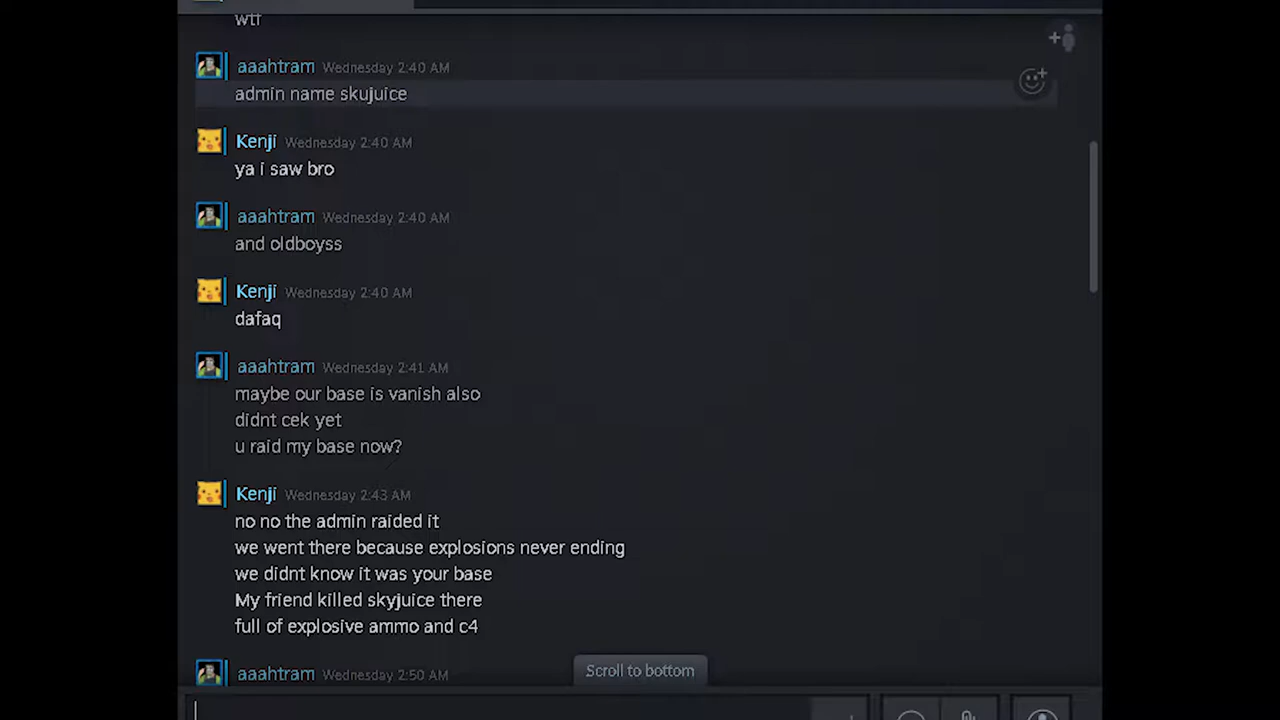 wtf
aaahtram Wednesday 2:40 AM
admin name skujuice
Kenji Wednesday 2:40 AM
ya i saw bro
aaahtram Wednesday 2:40 AM
and oldboyss
Kenji Wednesday 2:40 AM
dafaq
aaahtram Wednesday 2:41 AM
maybe our base is vanish also
didnt cek yet
u raid my base now?
Kenji Wednesday 2:43 AM
no no the admin raided it
we went there because explosions never ending
we didnt know it was your base
My friend killed skyjuice there
full of explosive ammo and c4
aaahtram Wednesday 2:50 AM
Scroll to bottom